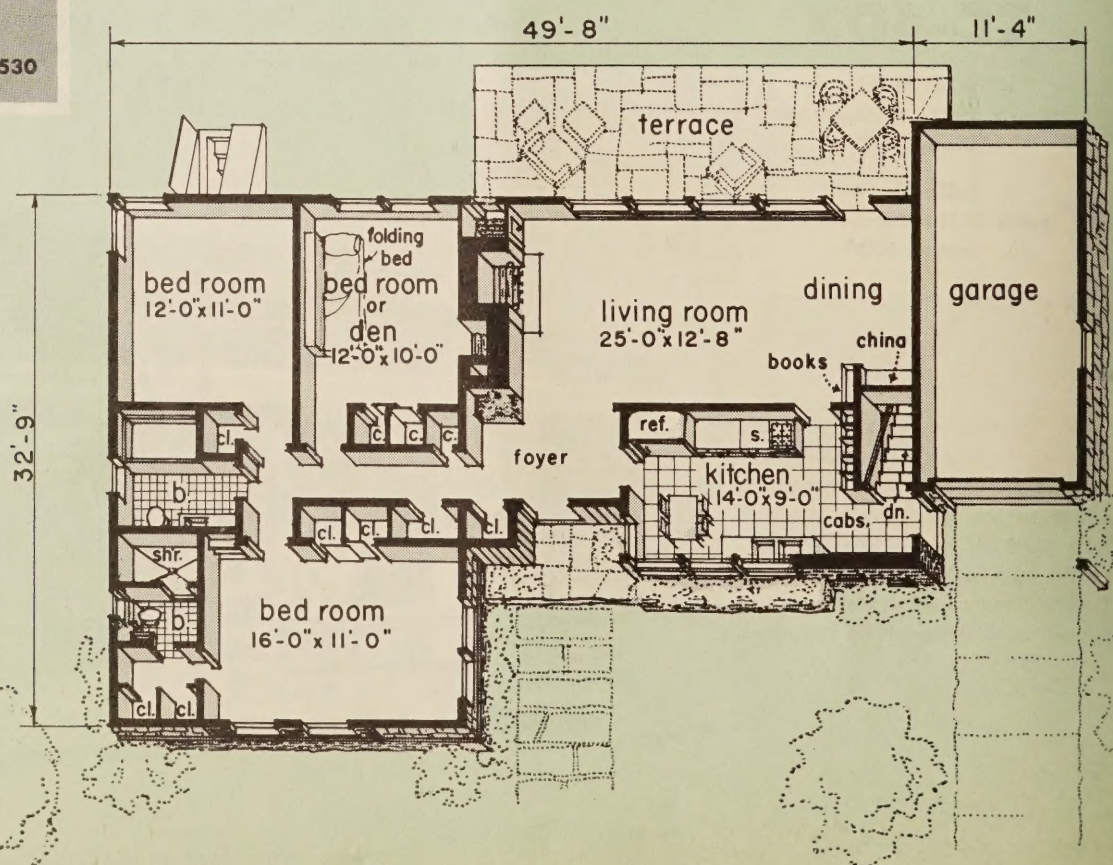 530
49'-8"
11'-4"
32'-9"
terrace
bed room
12'-0"x11'-0"
folding
bed
bed room
or
den
12'-0"x10'-0"
living room
25'-0"x12'-8"
dining
garage
china
books
cl.
c.
c.
c.
foyer
ref.
s.
kitchen
14'-0"x9'-0"
cabs.
dn.
b
cl.
cl.
cl.
cl.
shr.
b
bed room
16'-0"x11'-0"
cl.
cl.